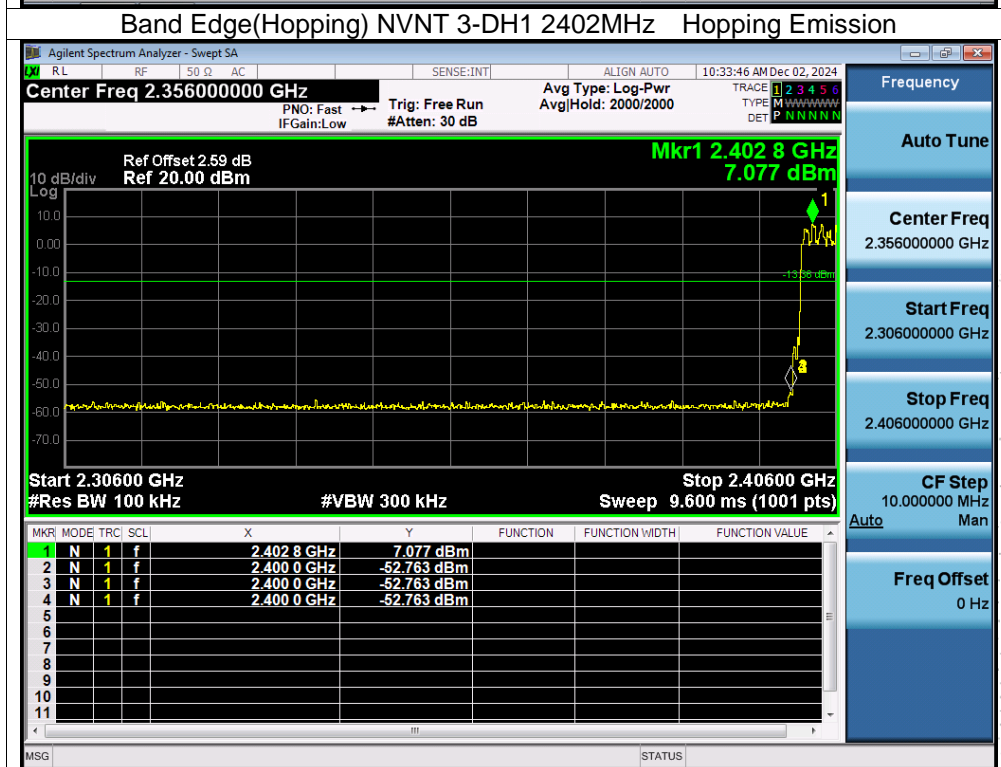 Band Edge(Hopping) NVNT 3-DH1 2402MHz Hopping Emission
Agilent Spectrum Analyzer - Swept SA
LXI RL RF 50 Ω AC SENSE:INT ALIGN AUTO 10:33:46 AM Dec 02, 2024
Center Freq 2.356000000 GHz
PNO: Fast
IFGain:Low
Trig: Free Run
#Atten: 30 dB
Avg Type: Log-Pwr
Avg|Hold: 2000/2000
TRACE 1 2 3 4 5 6
TYPE M WWWWW
DET P N N N N N
Frequency
Auto Tune
Center Freq
2.356000000 GHz
Start Freq
2.306000000 GHz
Stop Freq
2.406000000 GHz
CF Step
10.000000 MHz
Auto Man
Freq Offset
0 Hz
Mkr1 2.402 8 GHz
7.077 dBm
Ref Offset 2.59 dB
10 dB/div Ref 20.00 dBm
Log
1
10.0
0.00
-10.0
-13.36 dBm
-20.0
-30.0
-40.0
-50.0
-60.0
-70.0
Start 2.30600 GHz Stop 2.40600 GHz
#Res BW 100 kHz #VBW 300 kHz Sweep 9.600 ms (1001 pts)
MKR MODE TRC SCL X Y FUNCTION FUNCTION WIDTH FUNCTION VALUE
1 N 1 f 2.402 8 GHz 7.077 dBm
2 N 1 f 2.400 0 GHz -52.763 dBm
3 N 1 f 2.400 0 GHz -52.763 dBm
4 N 1 f 2.400 0 GHz -52.763 dBm
5
6
7
8
9
10
11
MSG STATUS